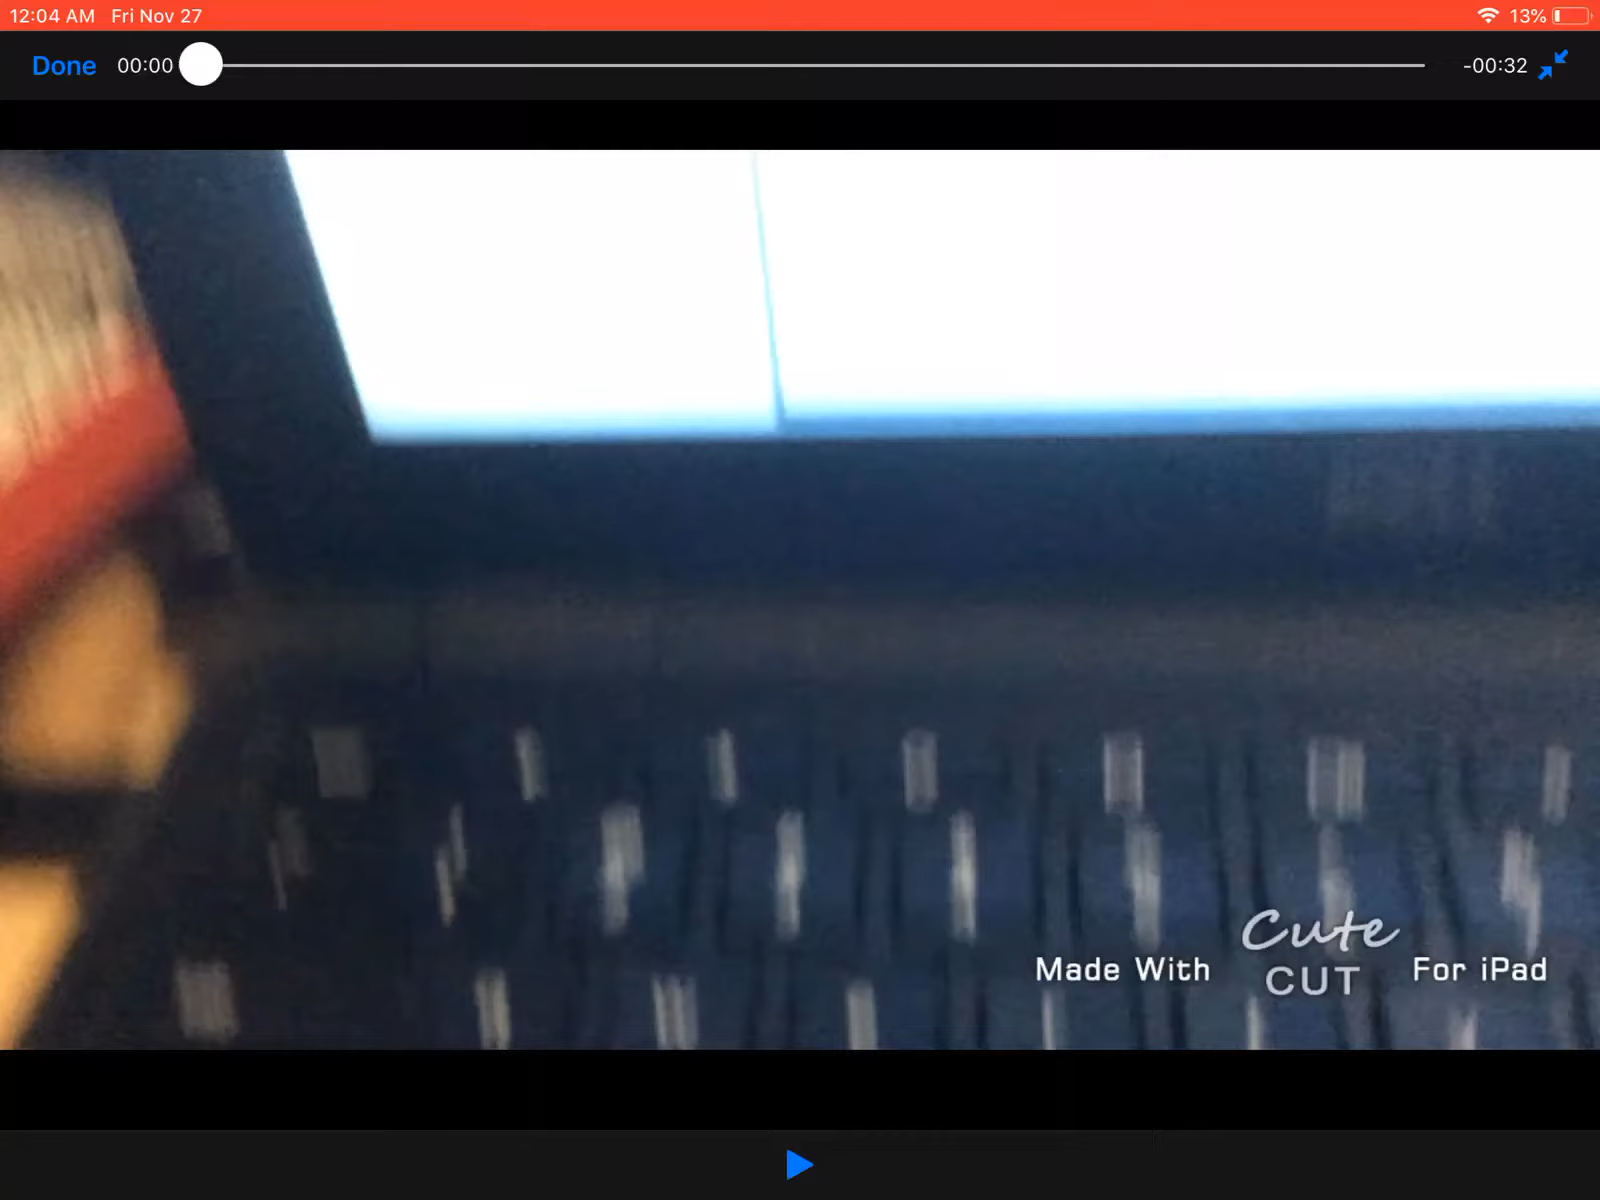 12:04 AM Fri Nov 27 13%
Done 00:00 -00:32
Made With Cute CUT For iPad